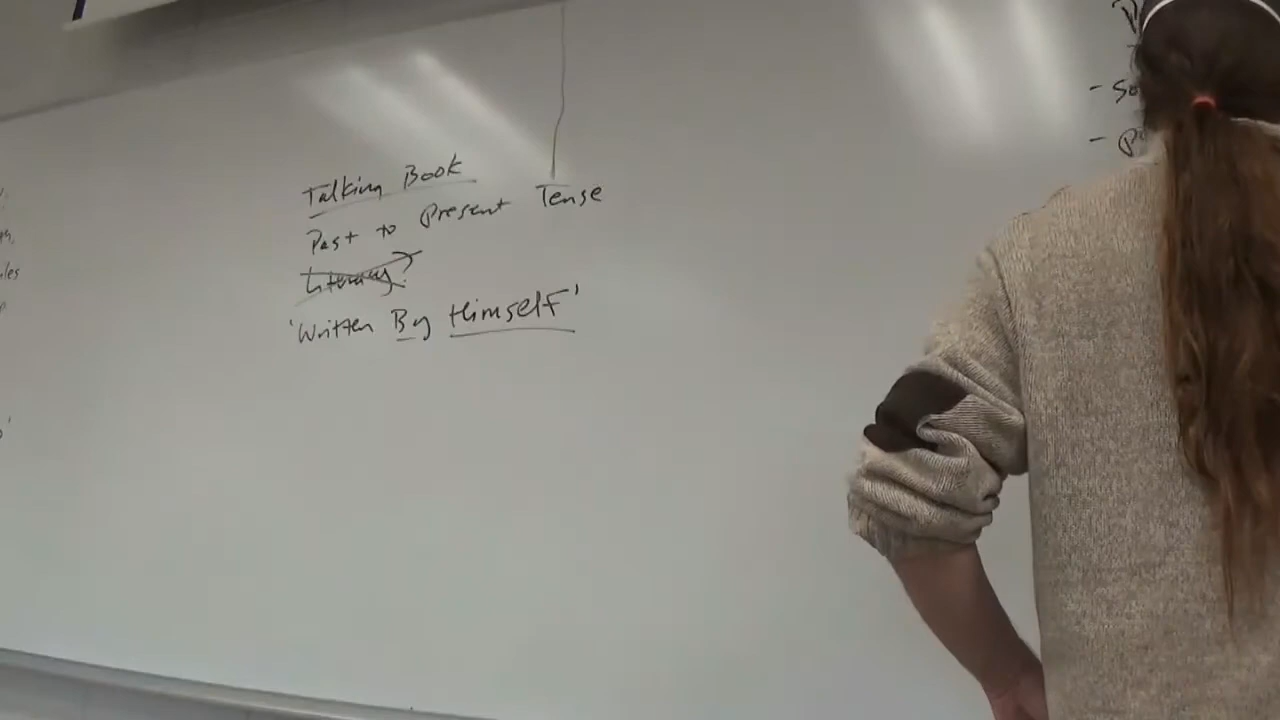 Talking Book
Past to Present Tense
Literacy?
'Written By Himself'